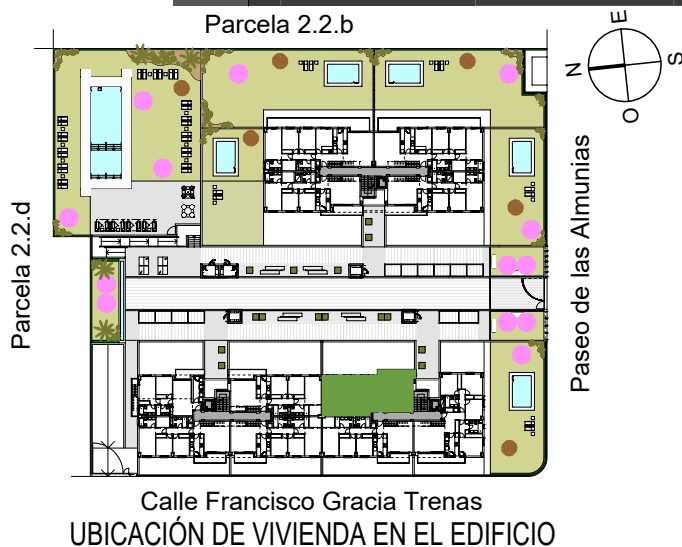 Parcela 2.2.b
E
N
S
O
Paseo de las Almunias
Parcela 2.2.d
Calle Francisco Gracia Trenas
UBICACIÓN DE VIVIENDA EN EL EDIFICIO